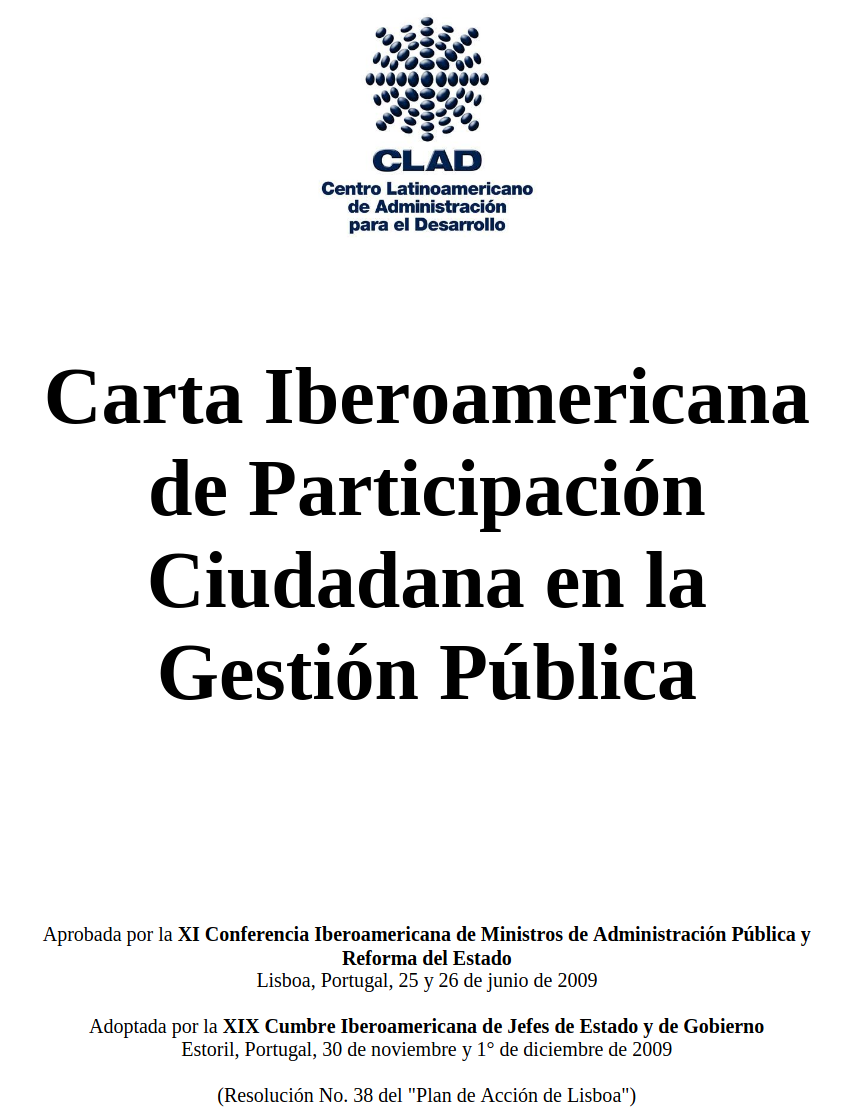 CLAD
Centro Latinoamericano
de Administración
para el Desarrollo
Carta Iberoamericana
de Participación
Ciudadana en la
Gestión Pública
Aprobada por la XI Conferencia Iberoamericana de Ministros de Administración Pública y
Reforma del Estado
Lisboa, Portugal, 25 y 26 de junio de 2009
Adoptada por la XIX Cumbre Iberoamericana de Jefes de Estado y de Gobierno
Estoril, Portugal, 30 de noviembre y 1° de diciembre de 2009
(Resolución No. 38 del "Plan de Acción de Lisboa")